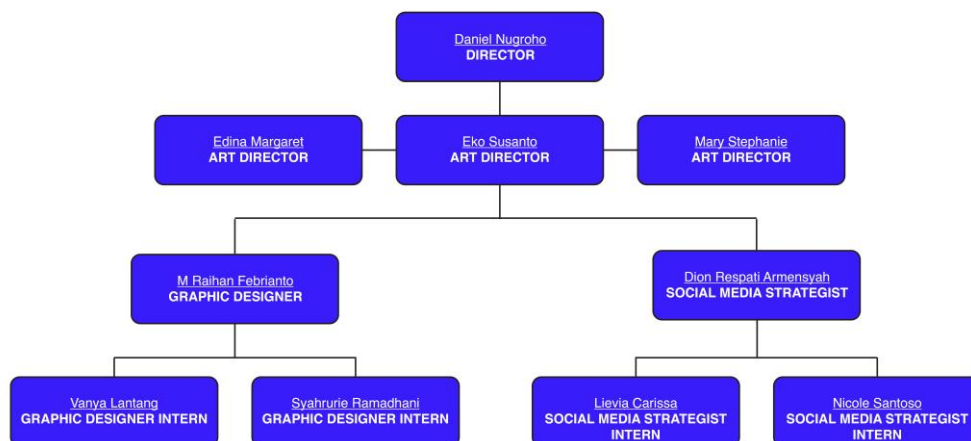 Daniel Nugroho
DIRECTOR
Edina Margaret
ART DIRECTOR
Eko Susanto
ART DIRECTOR
Mary Stephanie
ART DIRECTOR
M Raihan Febrianto
GRAPHIC DESIGNER
Dion Respati Armensyah
SOCIAL MEDIA STRATEGIST
Vanya Lantang
GRAPHIC DESIGNER INTERN
Syahrurie Ramadhani
GRAPHIC DESIGNER INTERN
Lievia Carissa
SOCIAL MEDIA STRATEGIST
INTERN
Nicole Santoso
SOCIAL MEDIA STRATEGIST
INTERN